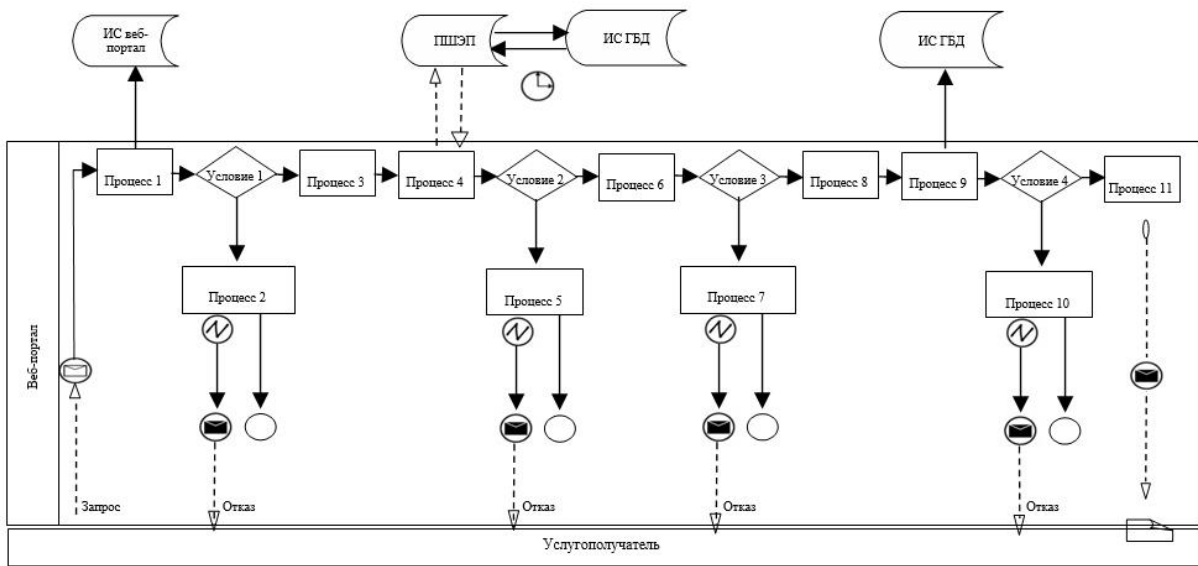 ИС веб-
портал
ПШЭП
ИС ГБД
ИС ГБД
Процесс 1
Условие 1
Процесс 3
Процесс 4
Условие 2
Процесс 6
Условие 3
Процесс 8
Процесс 9
Условие 4
Процесс 11
Процесс 2
Процесс 5
Процесс 7
Процесс 10
Веб-портал
Запрос
Отказ
Отказ
Отказ
Отказ
Услугополучатель